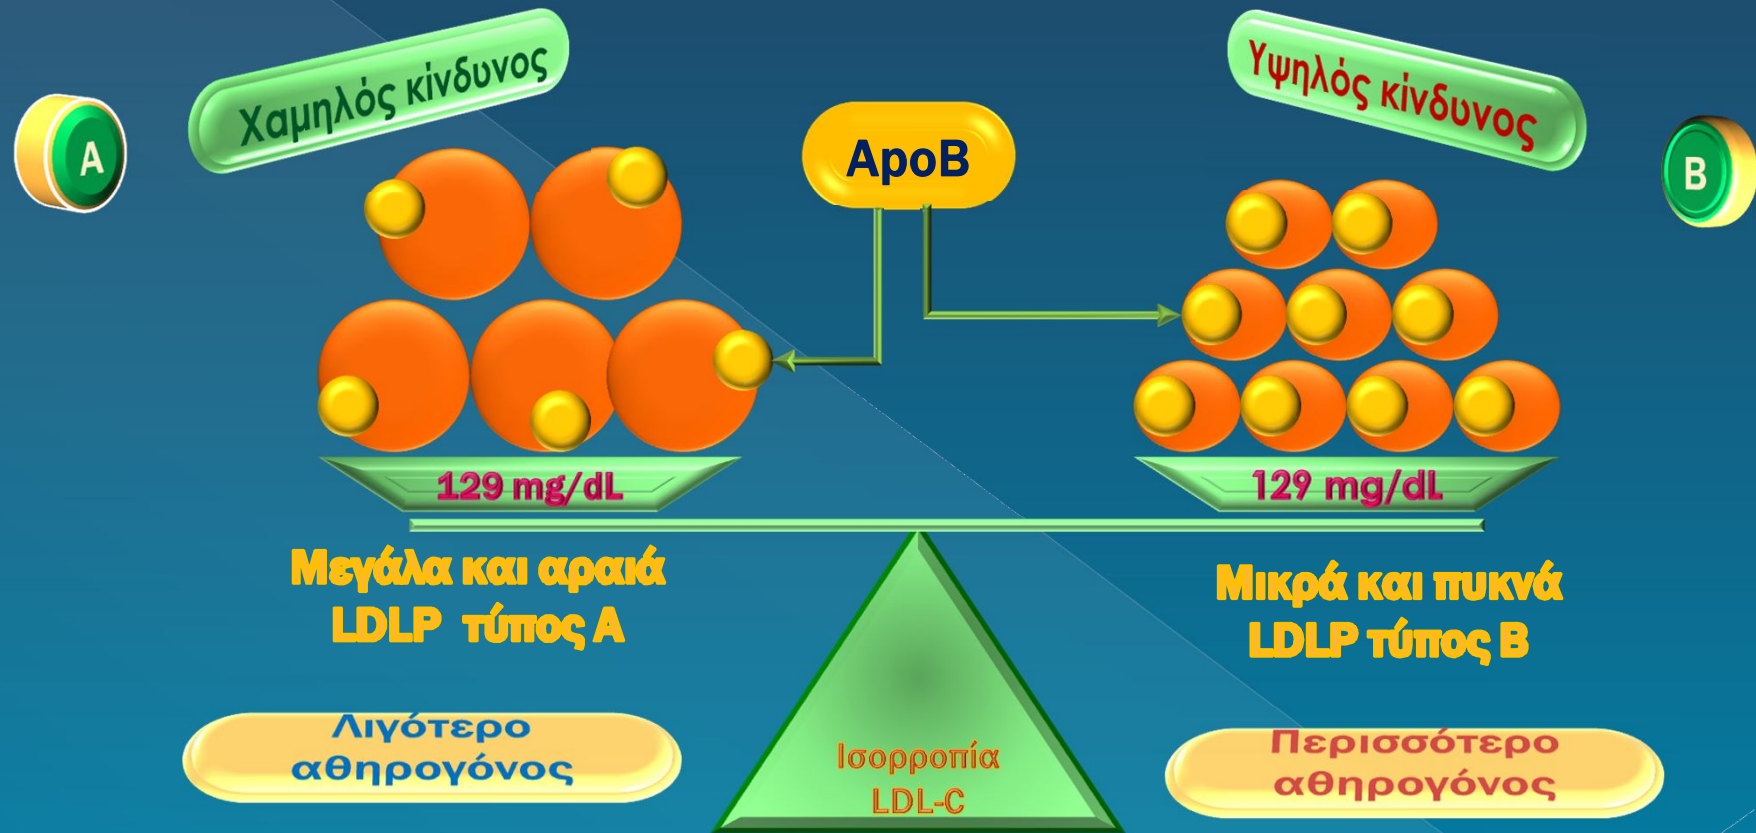 Χαμηλός κίνδυνος
Υψηλός κίνδυνος
A
ApoB
B
129 mg/dL
129 mg/dL
Μεγάλα και αραιά
LDLP τύπος Α
Μικρά και πυκνά
LDLP τύπος Β
Λιγότερο
αθηρογόνος
Ισορροπία
LDL-C
Περισσότερο
αθηρογόνος